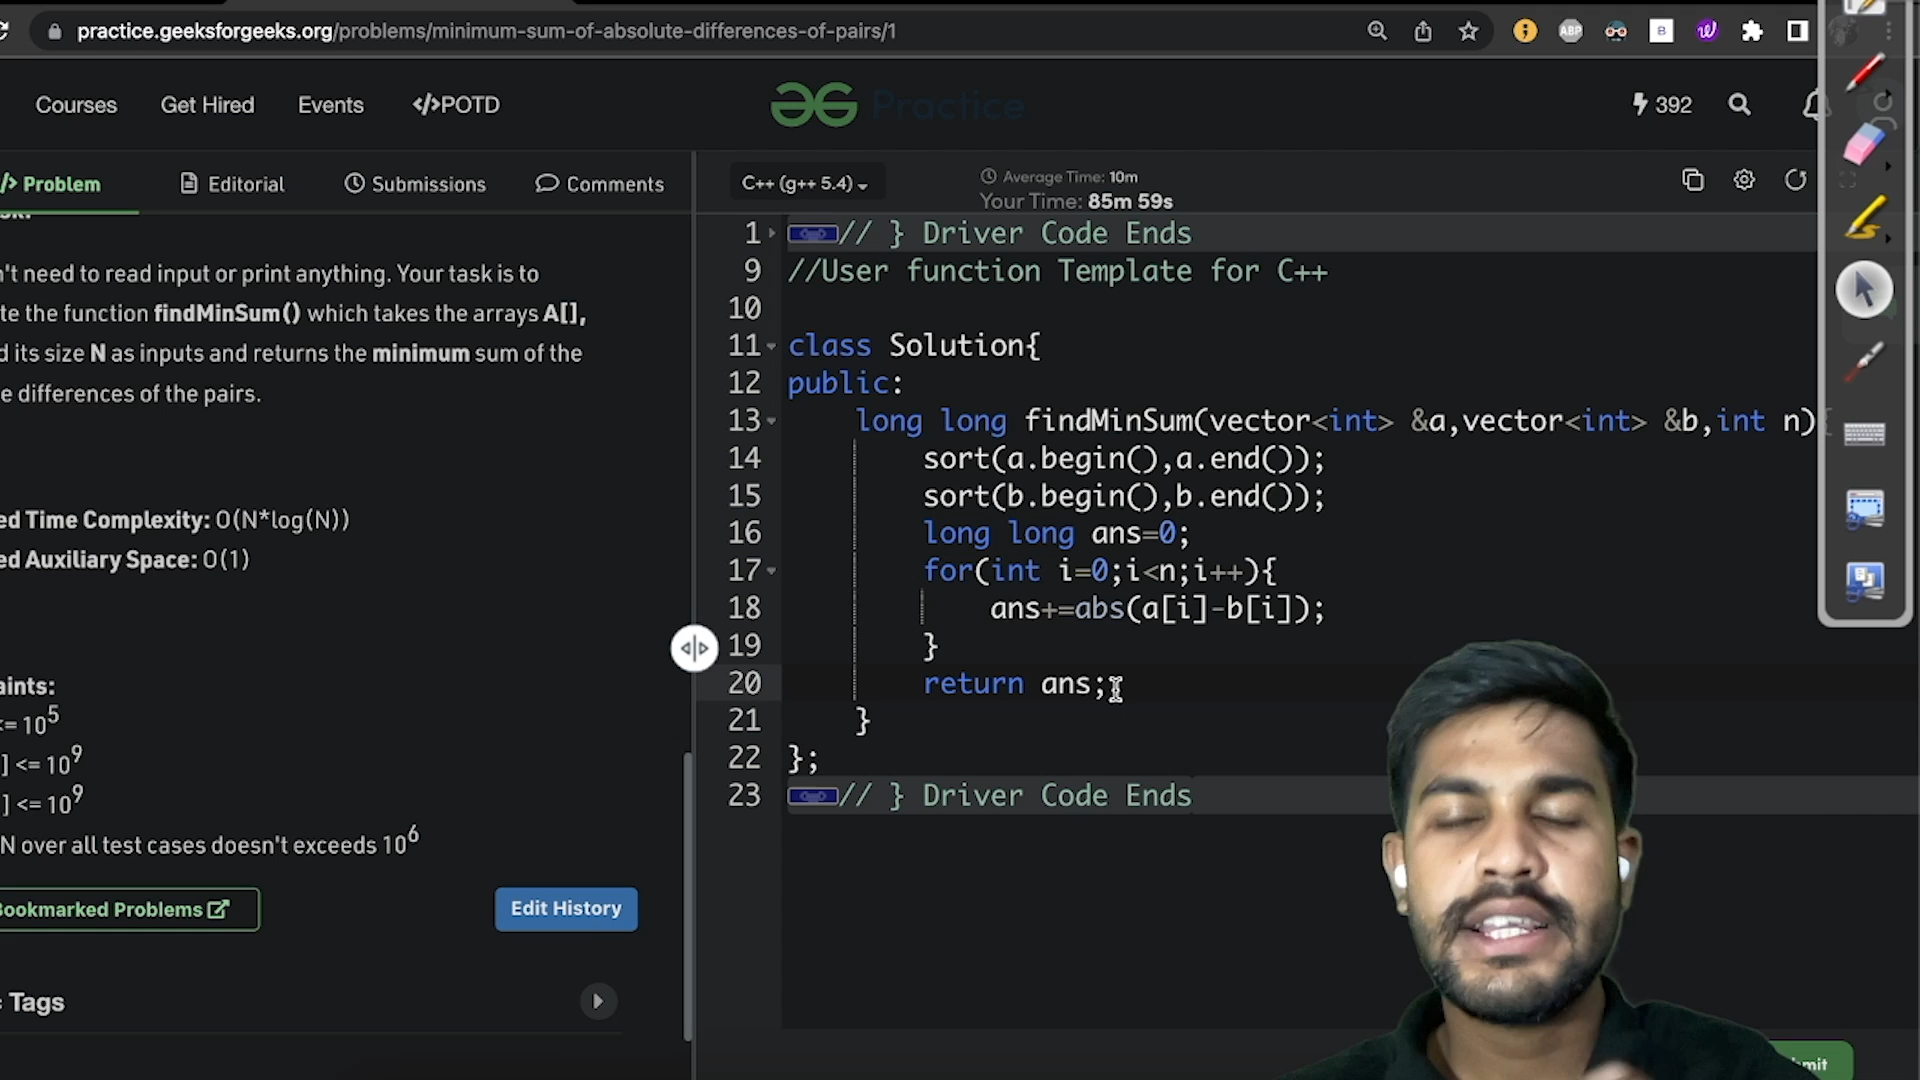 practice.geeksforgeeks.org/problems/minimum-sum-of-absolute-differences-of-pairs/1
ABP
B
Courses
Get Hired
Events
</>POTD
Practice
392
/> Problem
Editorial
Submissions
Comments
C++ (g++ 5.4)
Average Time: 10m
Your Time: 85m 59s
n't need to read input or print anything. Your task is to
te the function findMinSum() which takes the arrays A[],
d its size N as inputs and returns the minimum sum of the
e differences of the pairs.
ed Time Complexity: O(N*log(N))
ed Auxiliary Space: O(1)
aints:
<= 10^5
] <= 10^9
] <= 10^9
N over all test cases doesn't exceeds 10^6
Bookmarked Problems
Edit History
Tags
1 // } Driver Code Ends
9 //User function Template for C++
10
11 class Solution{
12 public:
13 long long findMinSum(vector<int> &a,vector<int> &b,int n){
14 sort(a.begin(),a.end());
15 sort(b.begin(),b.end());
16 long long ans=0;
17 for(int i=0;i<n;i++){
18 ans+=abs(a[i]-b[i]);
19 }
20 return ans;
21 }
22 };
23 // } Driver Code Ends